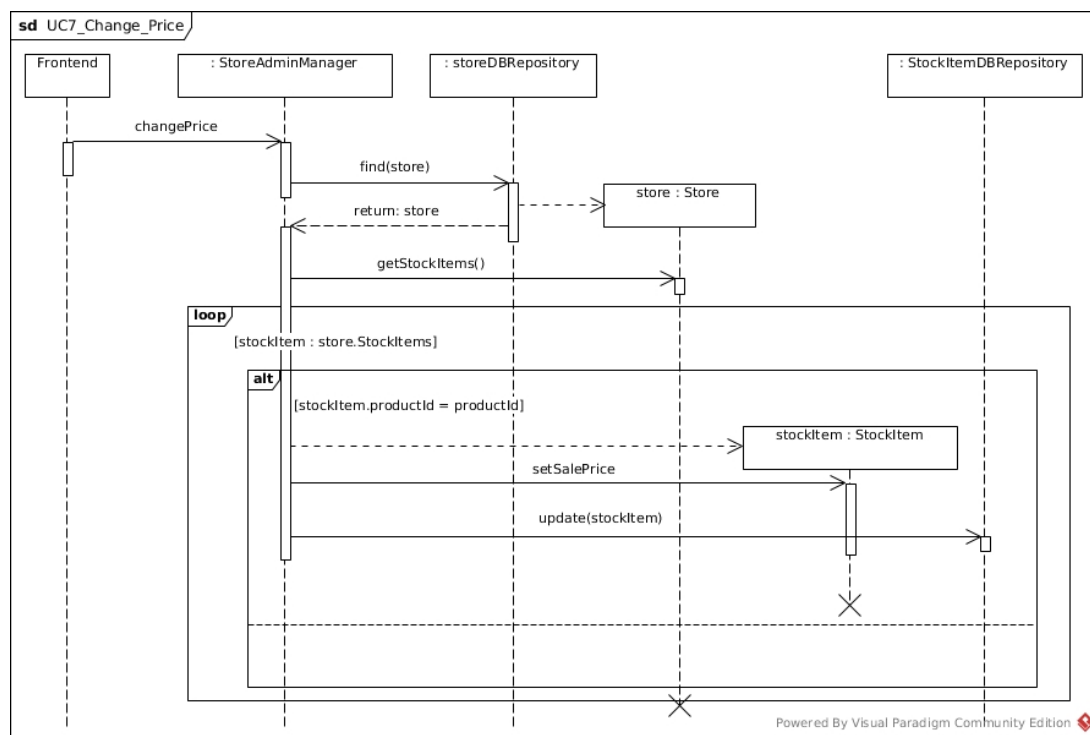 sd UC7_Change_Price
Frontend
: StoreAdminManager
: storeDBRepository
: StockItemDBRepository
changePrice
find(store)
store : Store
return: store
getStockItems()
loop
[stockItem : store.StockItems]
alt
[stockItem.productId = productId]
stockItem : StockItem
setSalePrice
update(stockItem)
Powered By Visual Paradigm Community Edition